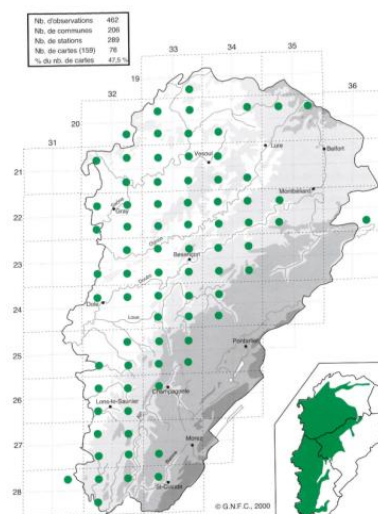 Nb. d'observations 462
Nb. de communes 206
Nb. de stations 289
Nb. de cartes (159) 76
% du nb. de cartes 47,5 %
33
34
35
36
19
32
20
21
22
23
24
25
26
27
28
Vesoul
Lure
Belfort
Montbéliard
Gray
Besançon
Dole
Doubs
Loue
Pontarlier
Champagnole
Lons-le-Saunier
Morez
St-Claude
© G.N.F.C., 2000